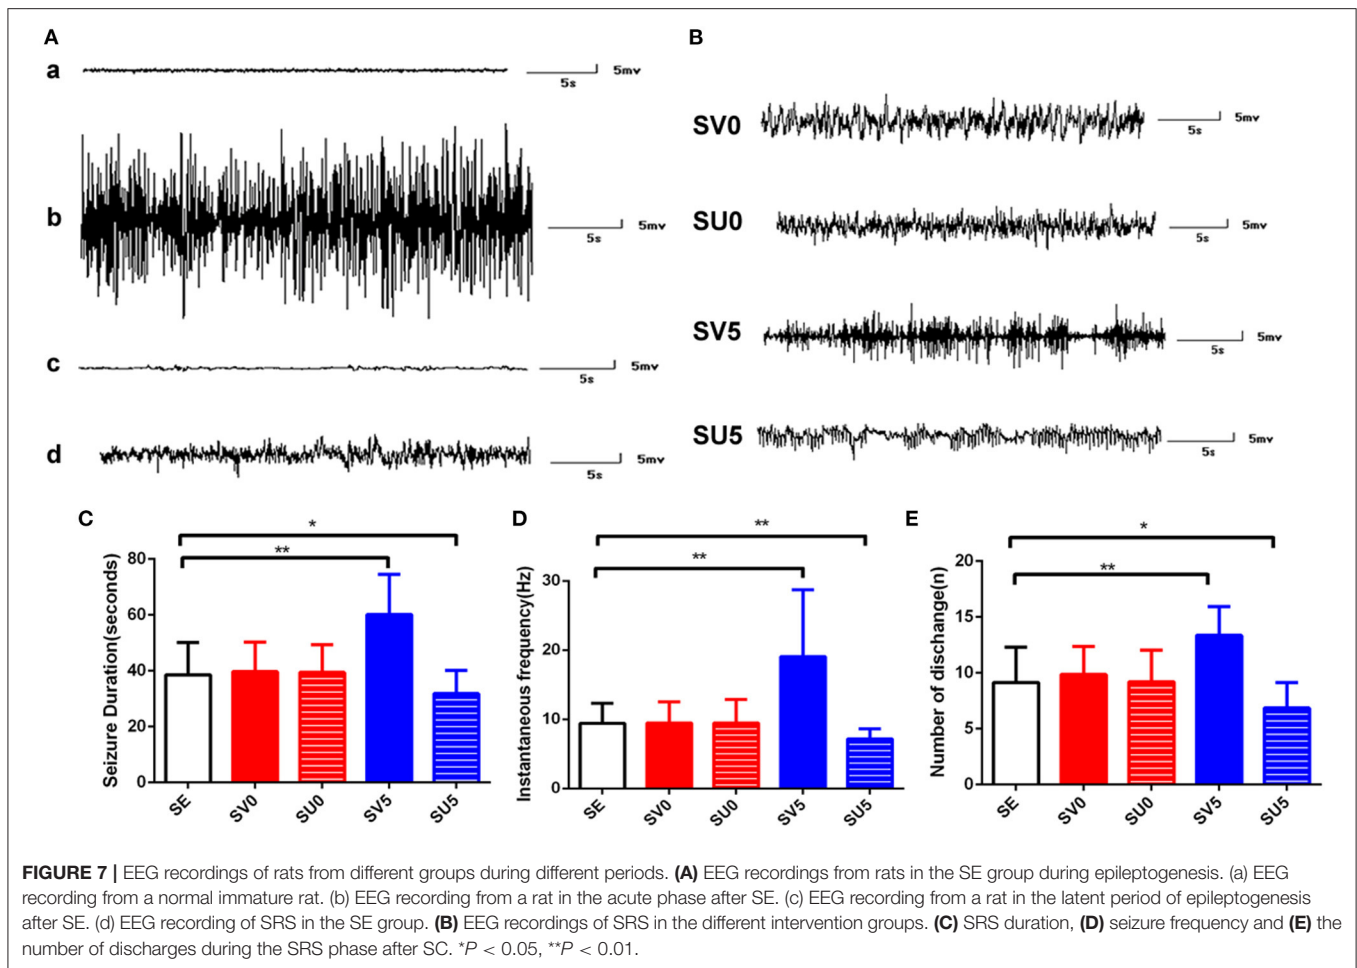 A
a
5s
5mv
b
5s
5mv
c
5s
5mv
d
5s
5mv
B
SV0
5s
5mv
SU0
5s
5mv
SV5
5s
5mv
SU5
5s
5mv
C
*
**
Seizure Duration(seconds)
80
60
40
20
0
SE
SV0
SU0
SV5
SU5
D
**
**
Instantaneous frequency(Hz)
30
20
10
0
SE
SV0
SU0
SV5
SU5
E
*
**
Number of dischange(n)
20
15
10
5
0
SE
SV0
SU0
SV5
SU5
FIGURE 7 | EEG recordings of rats from different groups during different periods. (A) EEG recordings from rats in the SE group during epileptogenesis. (a) EEG
recording from a normal immature rat. (b) EEG recording from a rat in the acute phase after SE. (c) EEG recording from a rat in the latent period of epileptogenesis
after SE. (d) EEG recording of SRS in the SE group. (B) EEG recordings of SRS in the different intervention groups. (C) SRS duration, (D) seizure frequency and (E) the
number of discharges during the SRS phase after SC. *P < 0.05, **P < 0.01.